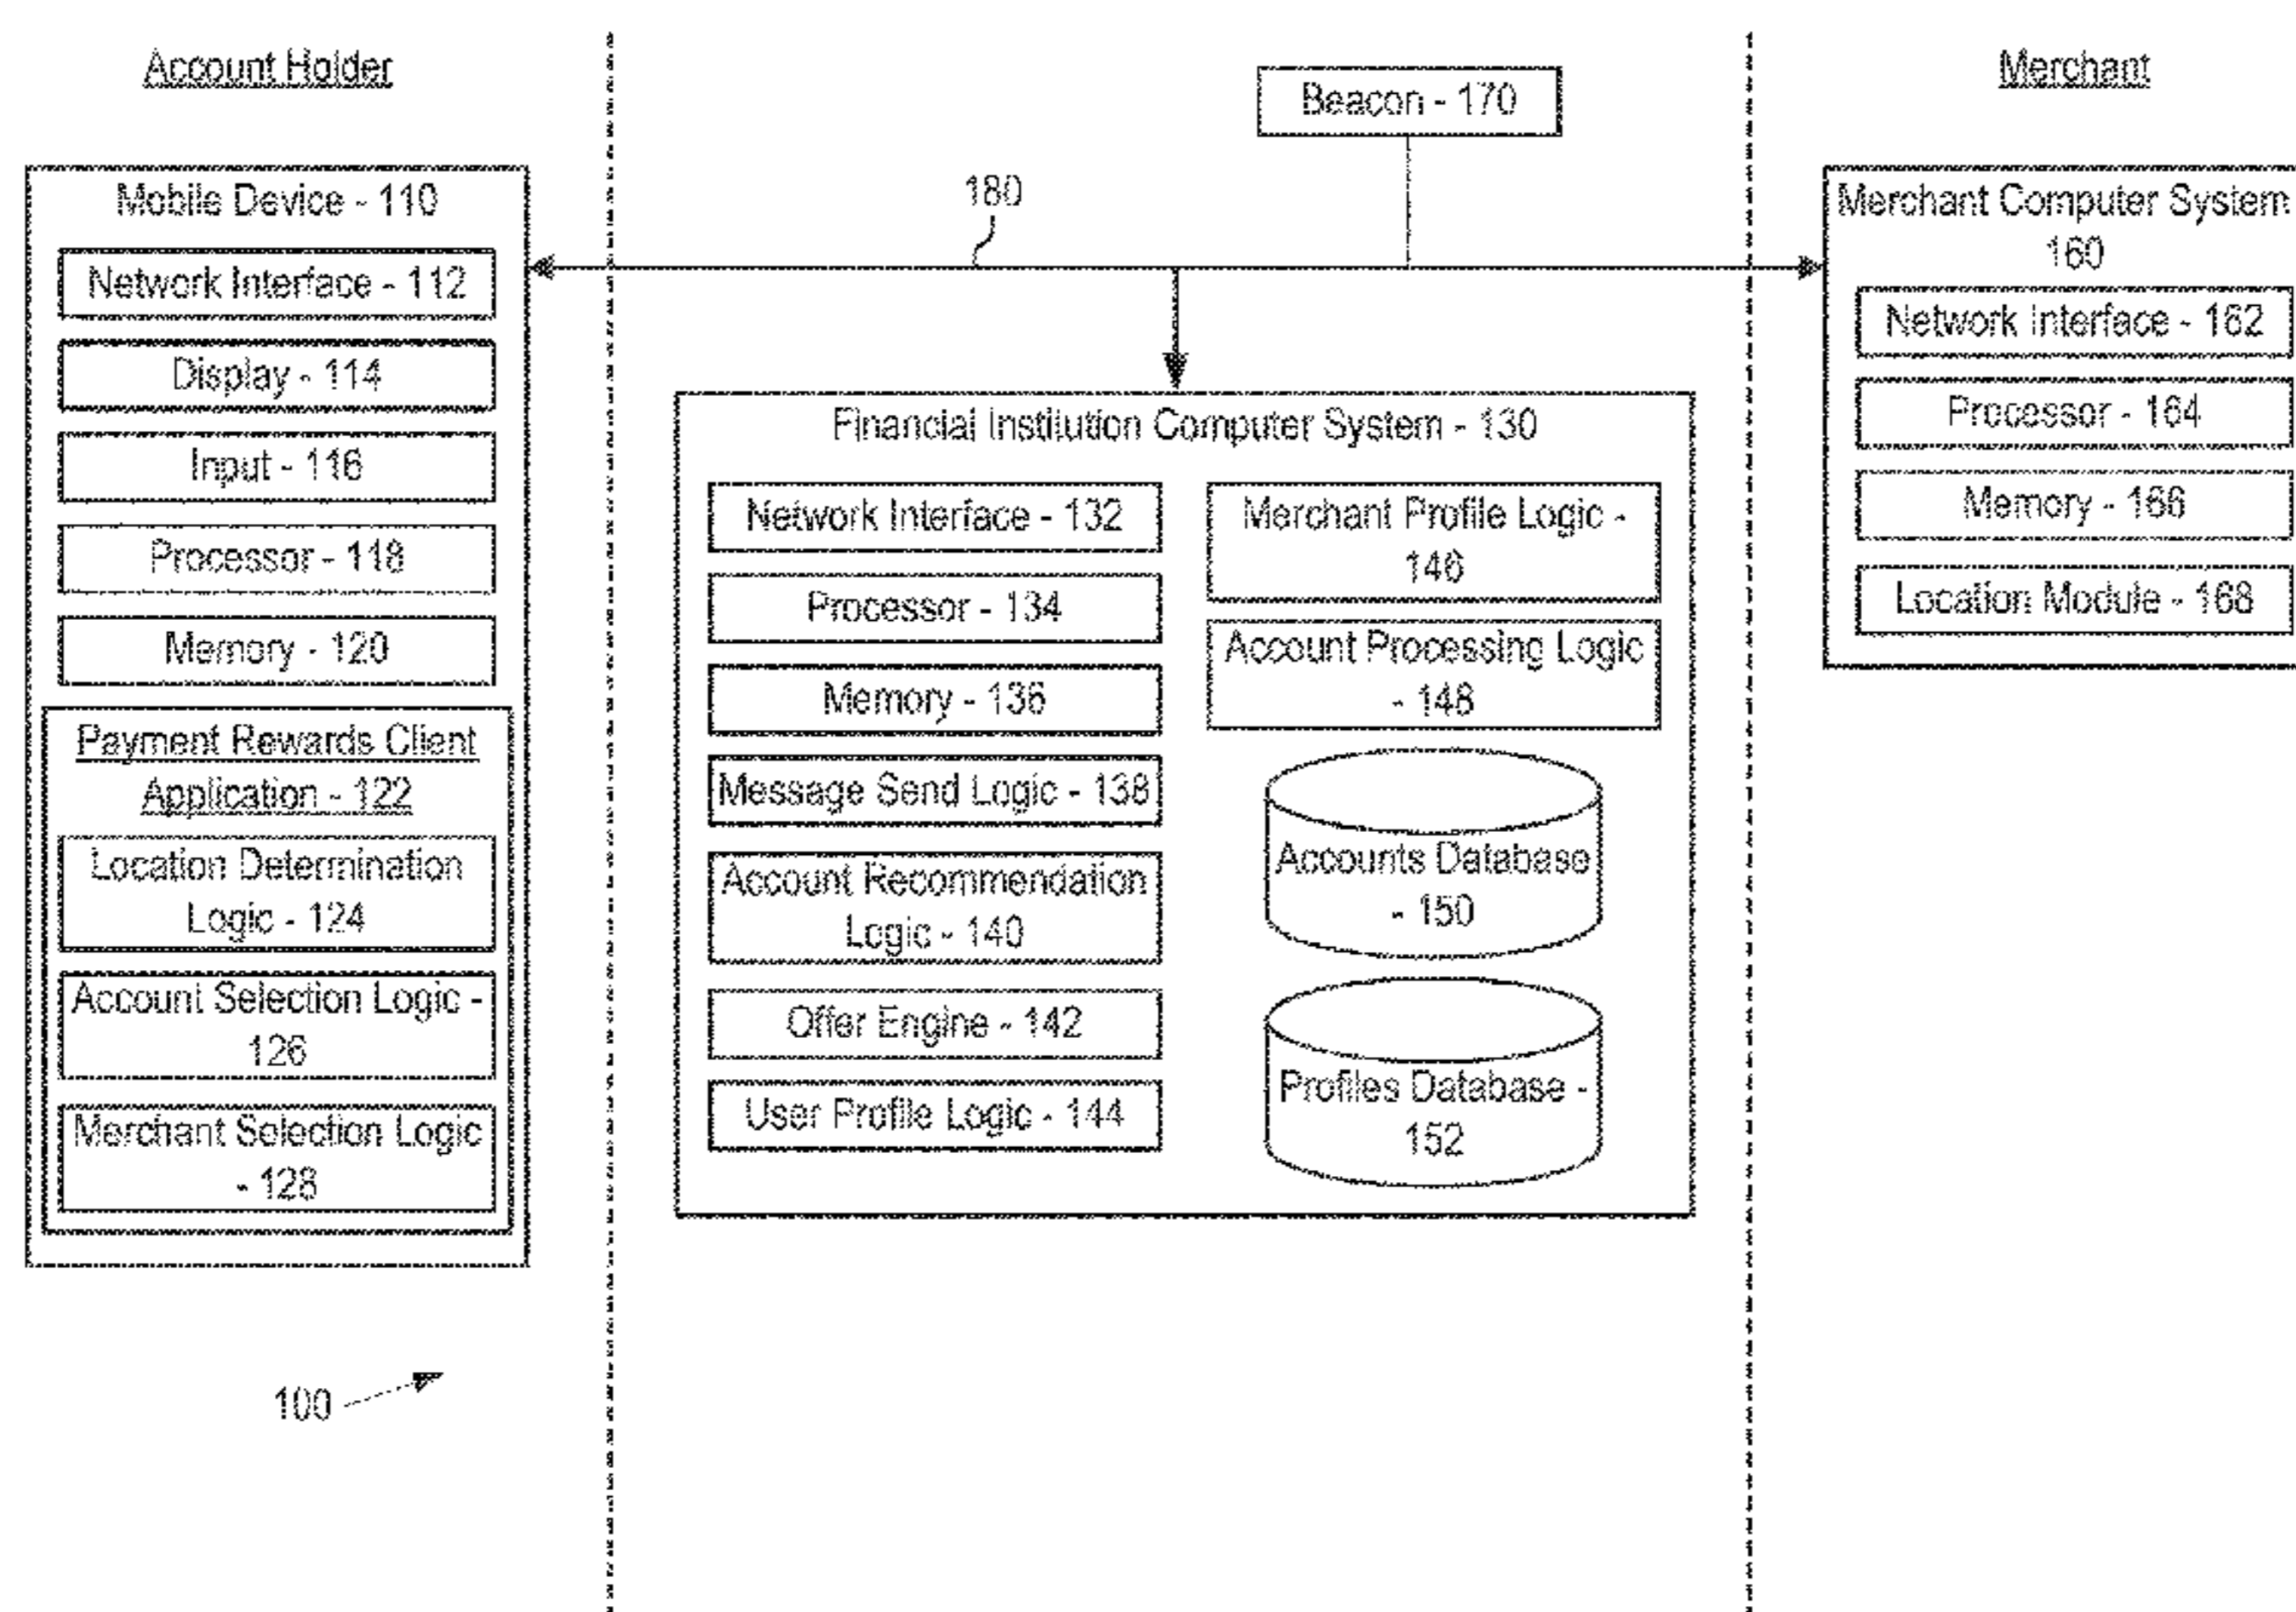 Account Holder
Mobile Device - 110
Network Interface - 112
Display - 114
Input - 116
Processor - 118
Memory - 120
Payment Rewards Client
Application - 122
Location Determination
Logic - 124
Account Selection Logic -
126
Merchant Selection Logic
- 128
100
180
Beacon - 170
Financial Institution Computer System - 130
Network Interface - 132
Processor - 134
Memory - 136
Message Send Logic - 138
Account Recommendation
Logic - 140
Offer Engine - 142
User Profile Logic - 144
Merchant Profile Logic -
146
Account Processing Logic
- 148
Accounts Database
- 150
Profiles Database -
152
Merchant
Merchant Computer System
160
Network Interface - 162
Processor - 164
Memory - 166
Location Module - 168